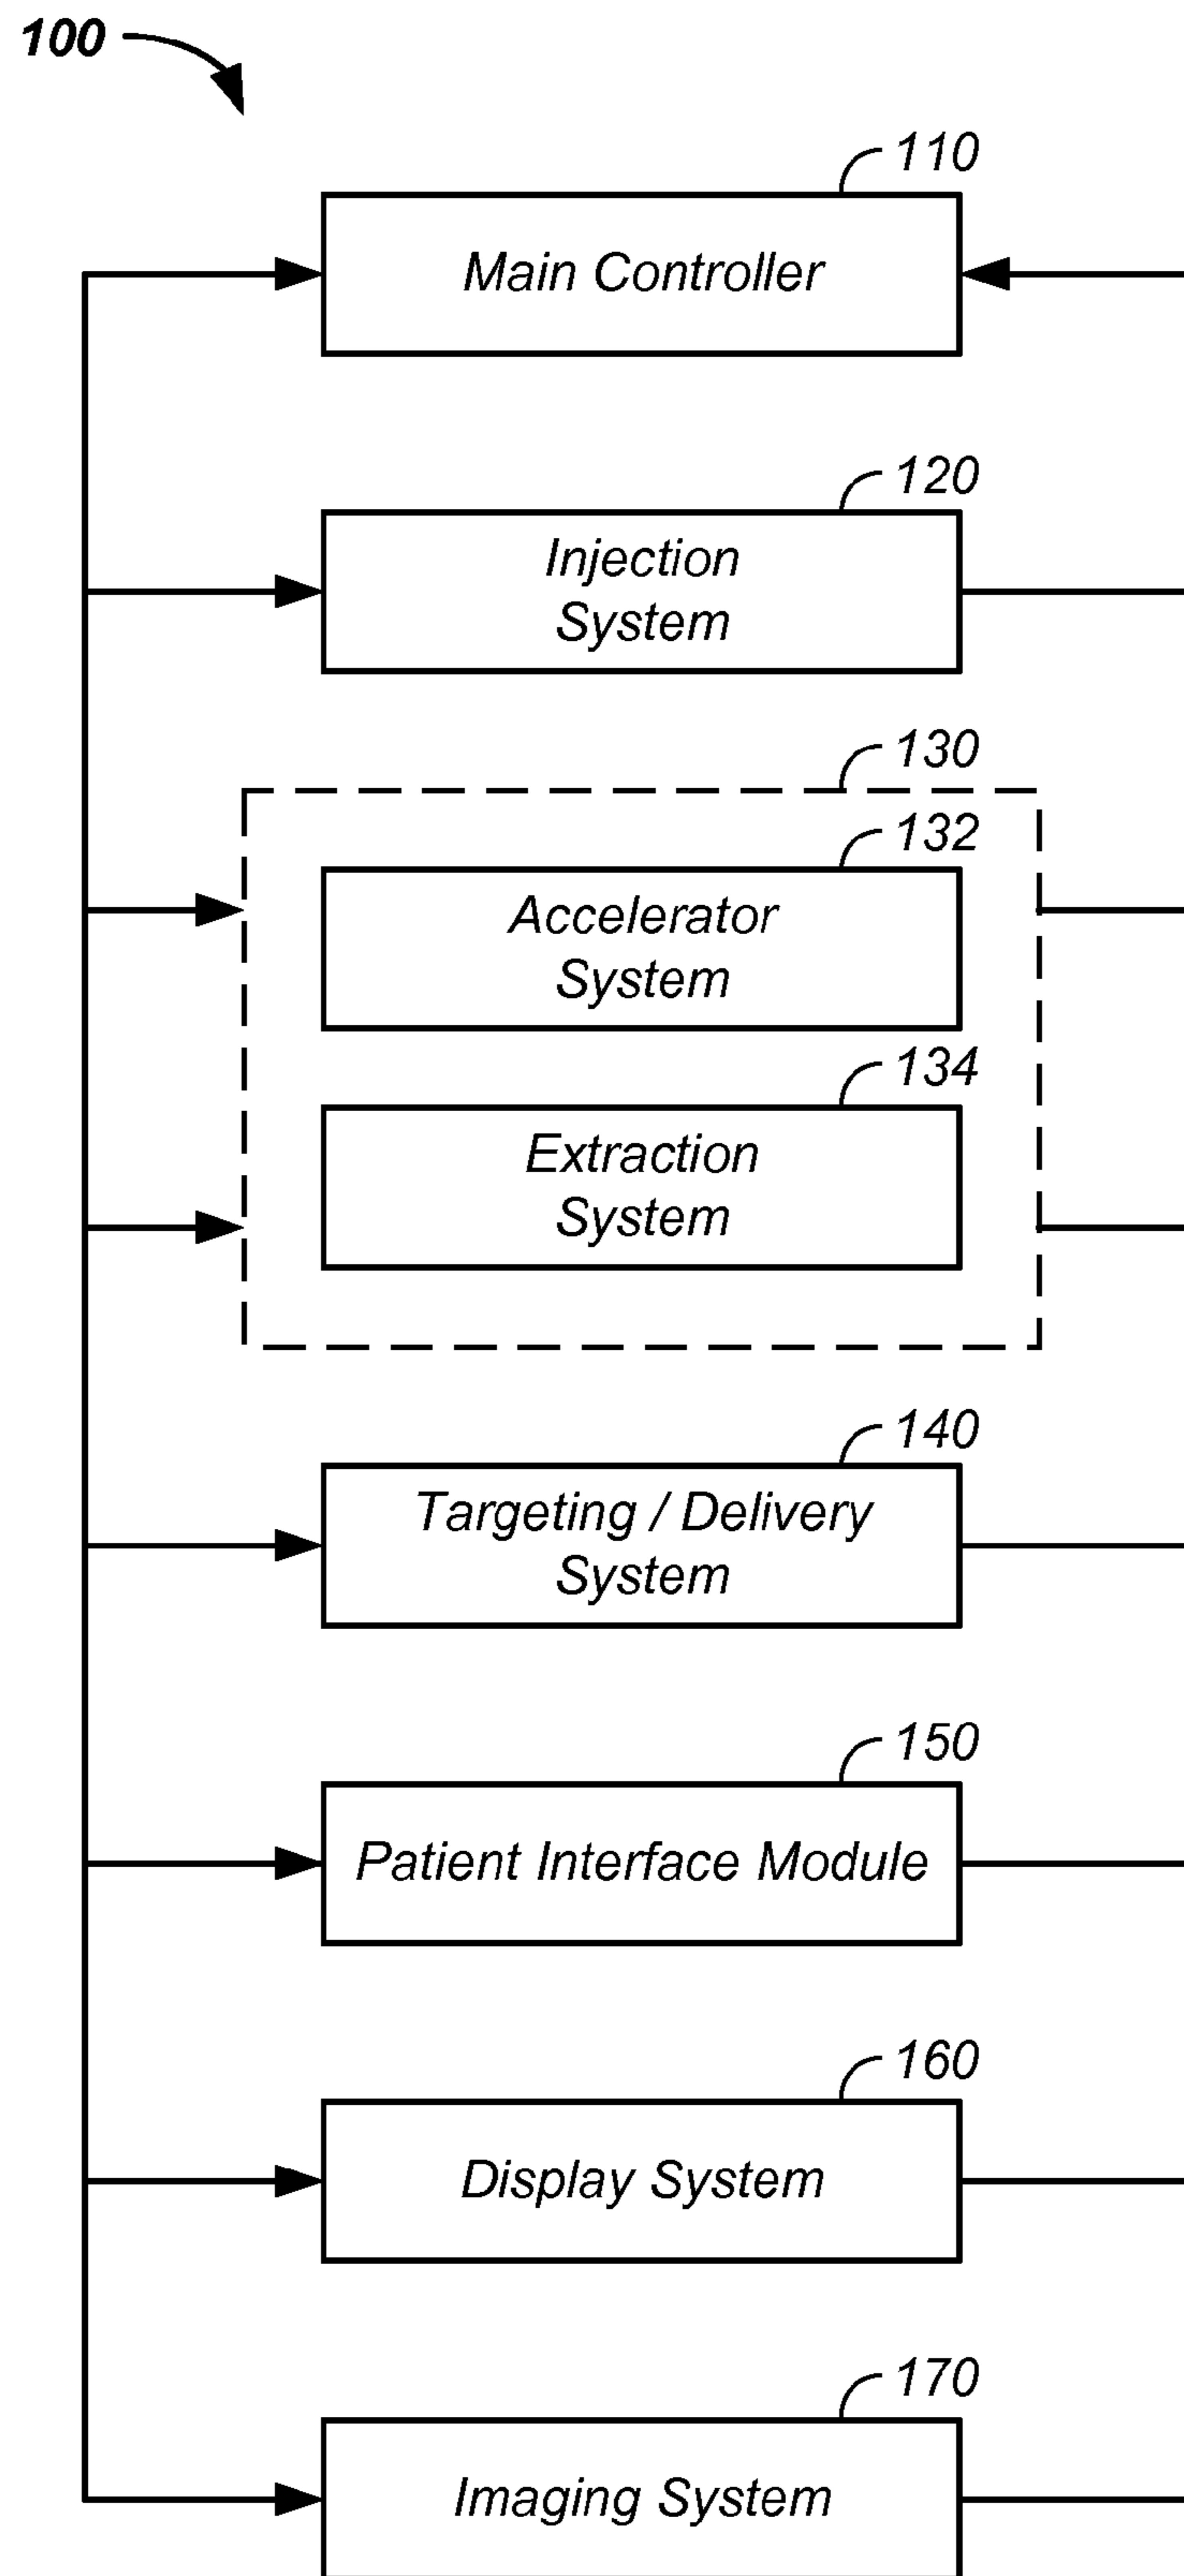 100
110
Main Controller
120
Injection
System
130
132
Accelerator
System
134
Extraction
System
140
Targeting / Delivery
System
150
Patient Interface Module
160
Display System
170
Imaging System